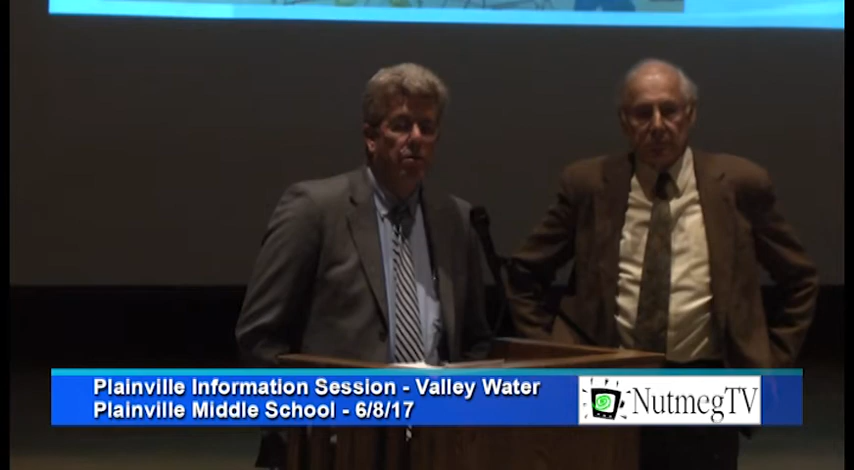 Plainville Information Session - Valley Water
Plainville Middle School - 6/8/17
NutmegTV